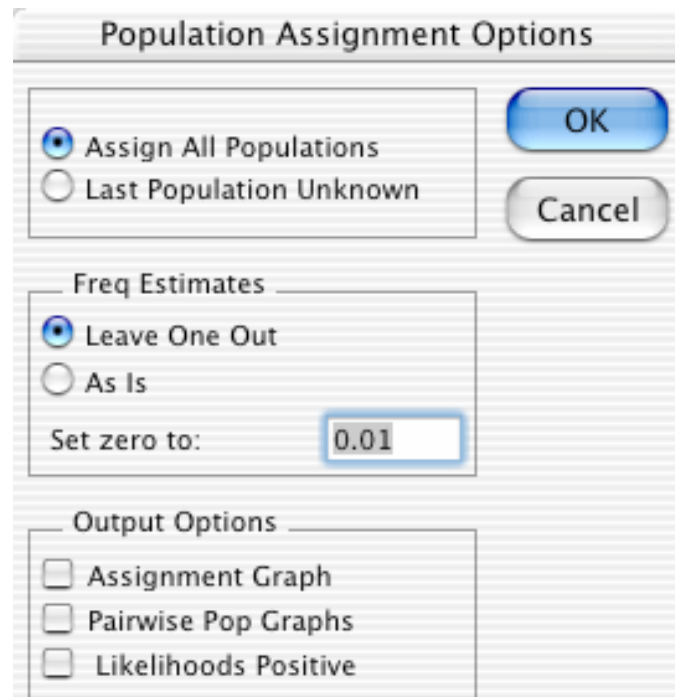 Population Assignment Options
Assign All Populations
Last Population Unknown
OK
Cancel
Freq Estimates
Leave One Out
As Is
Set zero to: 0.01
Output Options
Assignment Graph
Pairwise Pop Graphs
Likelihoods Positive